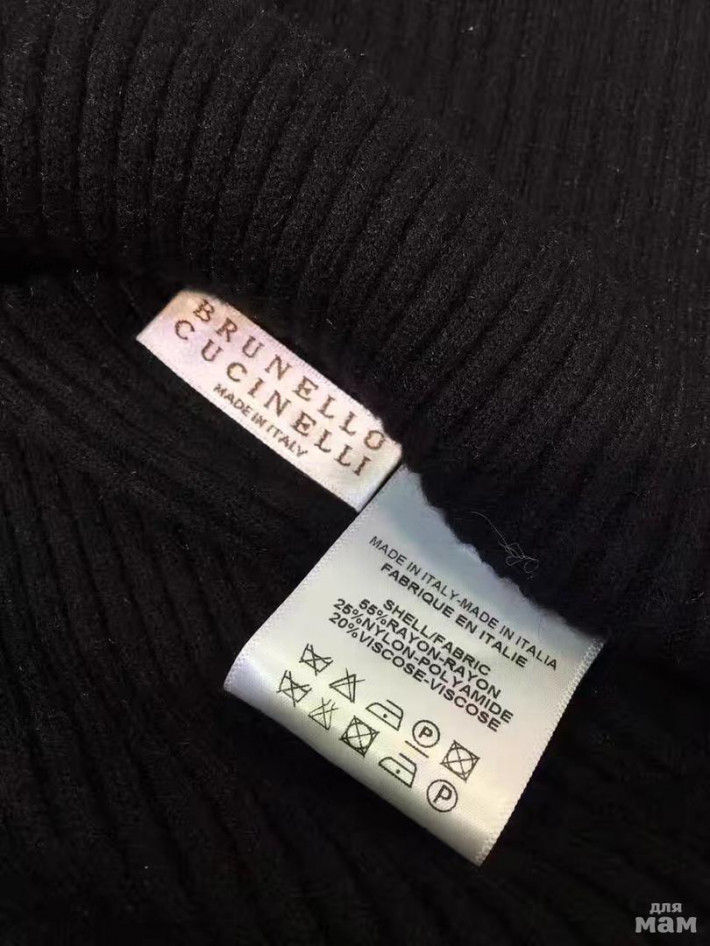 BRUNELLO
CUCINELLI
MADE IN ITALY
MADE IN ITALY-MADE IN ITALIA
FABRIQUE EN ITALIE
SHELL/FABRIC
55%RAYON-RAYON
25%NYLON-POLYAMIDE
20%VISCOSE-VISCOSE
P
P
для
мам